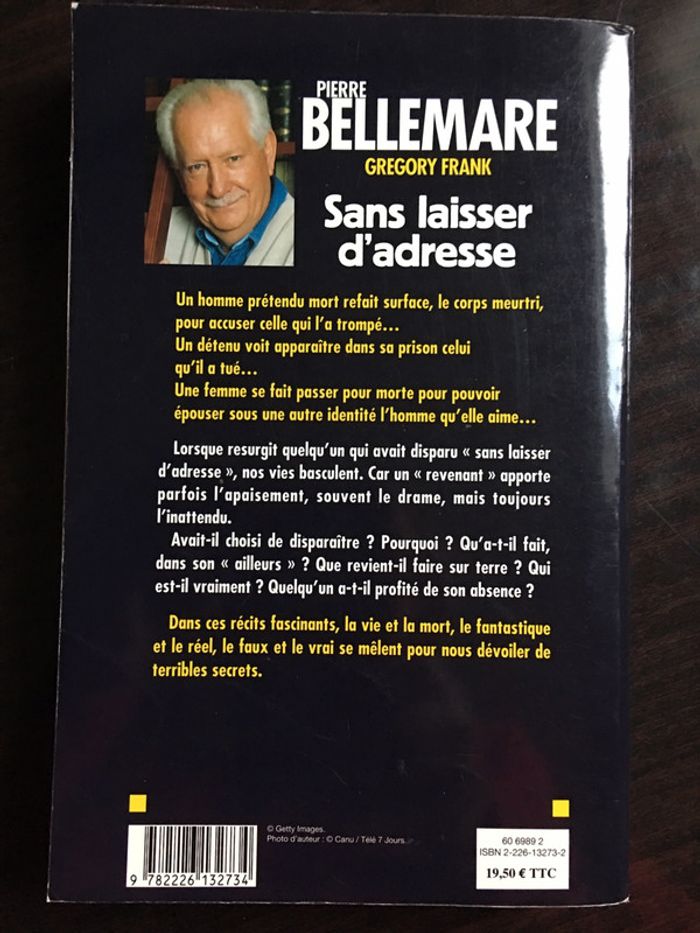 PIERRE
BELLEMARE
GREGORY FRANK
Sans laisser
d'adresse
Un homme prétendu mort refait surface, le corps meurtri,
pour accuser celle qui l'a trompé...
Un détenu voit apparaître dans sa prison celui
qu'il a tué...
Une femme se fait passer pour morte pour pouvoir
épouser sous une autre identité l'homme qu'elle aime...
Lorsque resurgit quelqu'un qui avait disparu « sans laisser
d'adresse », nos vies basculent. Car un « revenant » apporte
parfois l'apaisement, souvent le drame, mais toujours
l'inattendu.
Avait-il choisi de disparaître ? Pourquoi ? Qu'a-t-il fait,
dans son « ailleurs » ? Que revient-il faire sur terre ? Qui
est-il vraiment ? Quelqu'un a-t-il profité de son absence ?
Dans ces récits fascinants, la vie et la mort, le fantastique
et le réel, le faux et le vrai se mêlent pour nous dévoiler de
terribles secrets.
© Getty Images.
Photo d'auteur : © Canu / Télé 7 Jours.
9 782226 132734
60 6989 2
ISBN 2-226-13273-2
19,50 € TTC